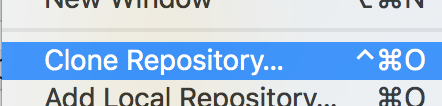 New Window ⌥⌘N
Clone Repository... ^⌘O
Add Local Repository... ⌘O